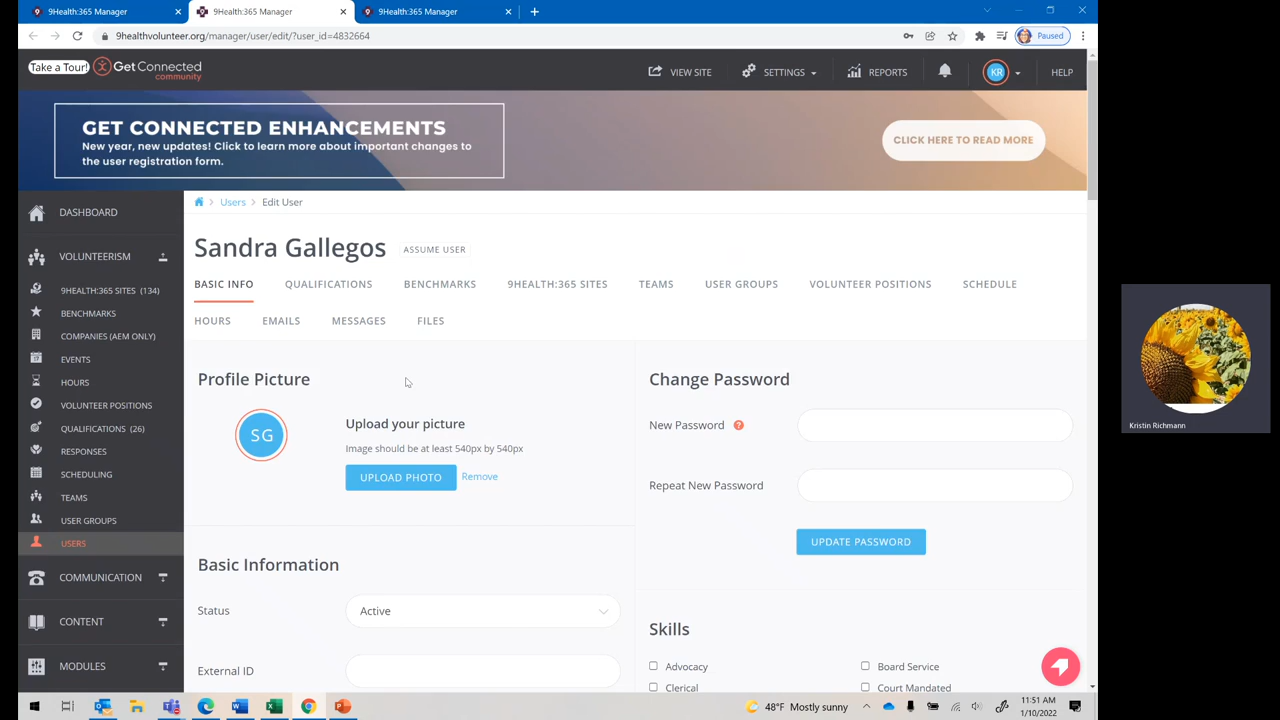 9Health:365 Manager
9Health:365 Manager
9Health:365 Manager
9healthvolunteer.org/manager/user/edit/?user_id=4832664
Paused
Take a Tour!
GetConnected
community
VIEW SITE
SETTINGS
REPORTS
KR
HELP
GET CONNECTED ENHANCEMENTS
New year, new updates! Click to learn more about important changes to
the user registration form.
CLICK HERE TO READ MORE
DASHBOARD
VOLUNTEERISM
9HEALTH:365 SITES (134)
BENCHMARKS
COMPANIES (AEM ONLY)
EVENTS
HOURS
VOLUNTEER POSITIONS
QUALIFICATIONS (26)
RESPONSES
SCHEDULING
TEAMS
USER GROUPS
USERS
COMMUNICATION
CONTENT
MODULES
Users > Edit User
Sandra Gallegos
ASSUME USER
BASIC INFO
QUALIFICATIONS
BENCHMARKS
9HEALTH:365 SITES
TEAMS
USER GROUPS
VOLUNTEER POSITIONS
SCHEDULE
HOURS
EMAILS
MESSAGES
FILES
Profile Picture
SG
Upload your picture
Image should be at least 540px by 540px
UPLOAD PHOTO
Remove
Basic Information
Status
Active
External ID
Change Password
New Password
Repeat New Password
UPDATE PASSWORD
Skills
Advocacy
Board Service
Clerical
Court Mandated
48°F Mostly sunny
11:51 AM
1/10/2022
Kristin Richmann